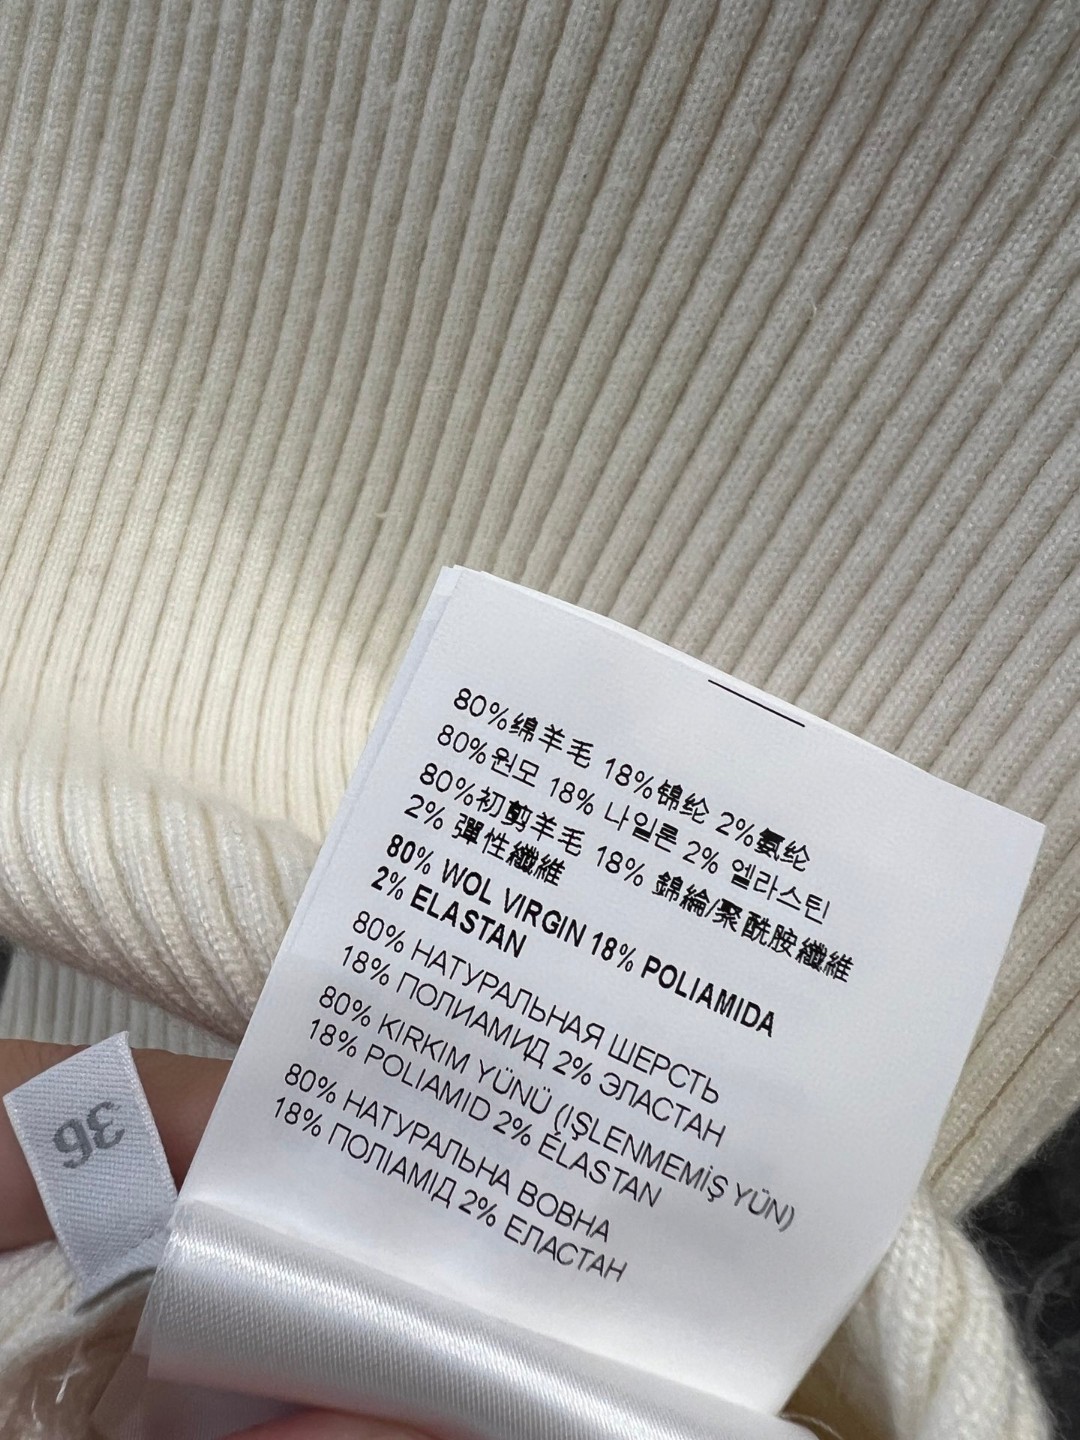 80%绵羊毛 18%锦纶 2%氨纶
80%원모 18% 나일론 2% 엘라스틴
80%初剪羊毛 18% 錦綸/聚酰胺纖維
2% 彈性纖維
80% WOL VIRGIN 18% POLIAMIDA
2% ELASTAN
80% НАТУРАЛЬНАЯ ШЕРСТЬ
18% ПОЛИАМИД 2% ЭЛАСТАН
80% KIRKIM YÜNÜ (IŞLENMEMİŞ YÜN)
18% POLIAMID 2% ÉLASTAN
80% НАТУРАЛЬНА ВОВНА
18% ПОЛІАМІД 2% ЕЛАСТАН
36